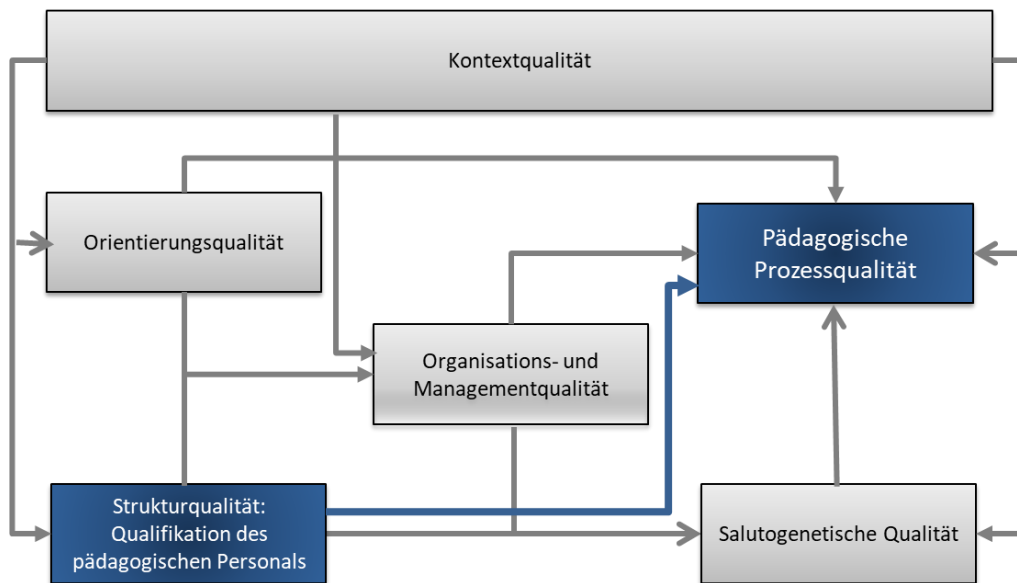 Kontextqualität
Orientierungsqualität
Pädagogische
Prozessqualität
Organisations- und
Managementqualität
Strukturqualität:
Qualifikation des
pädagogischen Personals
Salutogenetische Qualität